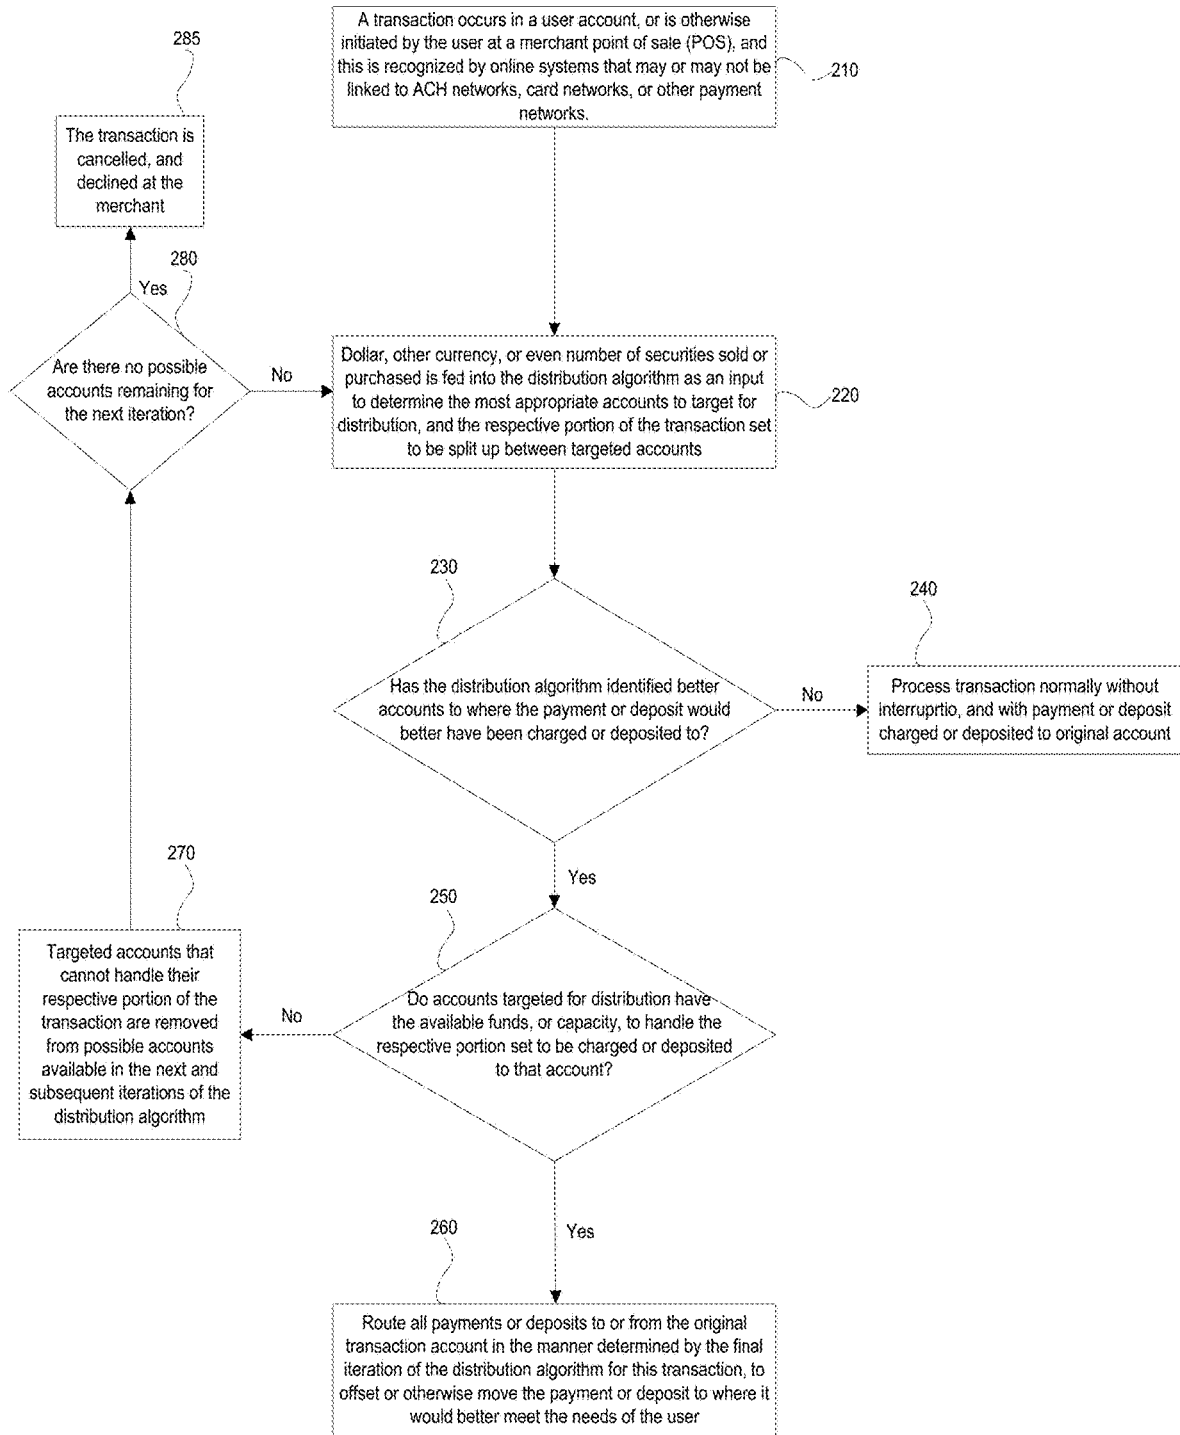 A transaction occurs in a user account, or is otherwise
initiated by the user at a merchant point of sale (POS), and
this is recognized by online systems that may or may not be
linked to ACH networks, card networks, or other payment
networks.
210
285
The transaction is
cancelled, and
declined at the
merchant
280
Yes
Are there no possible
accounts remaining for
the next iteration?
No
Dollar, other currency, or even number of securities sold or
purchased is fed into the distribution algorithm as an input
to determine the most appropriate accounts to target for
distribution, and the respective portion of the transaction set
to be split up between targeted accounts
220
230
Has the distribution algorithm identified better
accounts to where the payment or deposit would
better have been charged or deposited to?
No
240
Process transaction normally without
interruprtio, and with payment or deposit
charged or deposited to original account
Yes
250
Do accounts targeted for distribution have
the available funds, or capacity, to handle the
respective portion set to be charged or deposited
to that account?
No
270
Targeted accounts that
cannot handle their
respective portion of the
transaction are removed
from possible accounts
available in the next and
subsequent iterations of the
distribution algorithm
Yes
260
Route all payments or deposits to or from the original
transaction account in the manner determined by the final
iteration of the distribution algorithm for this transaction, to
offset or otherwise move the payment or deposit to where it
would better meet the needs of the user